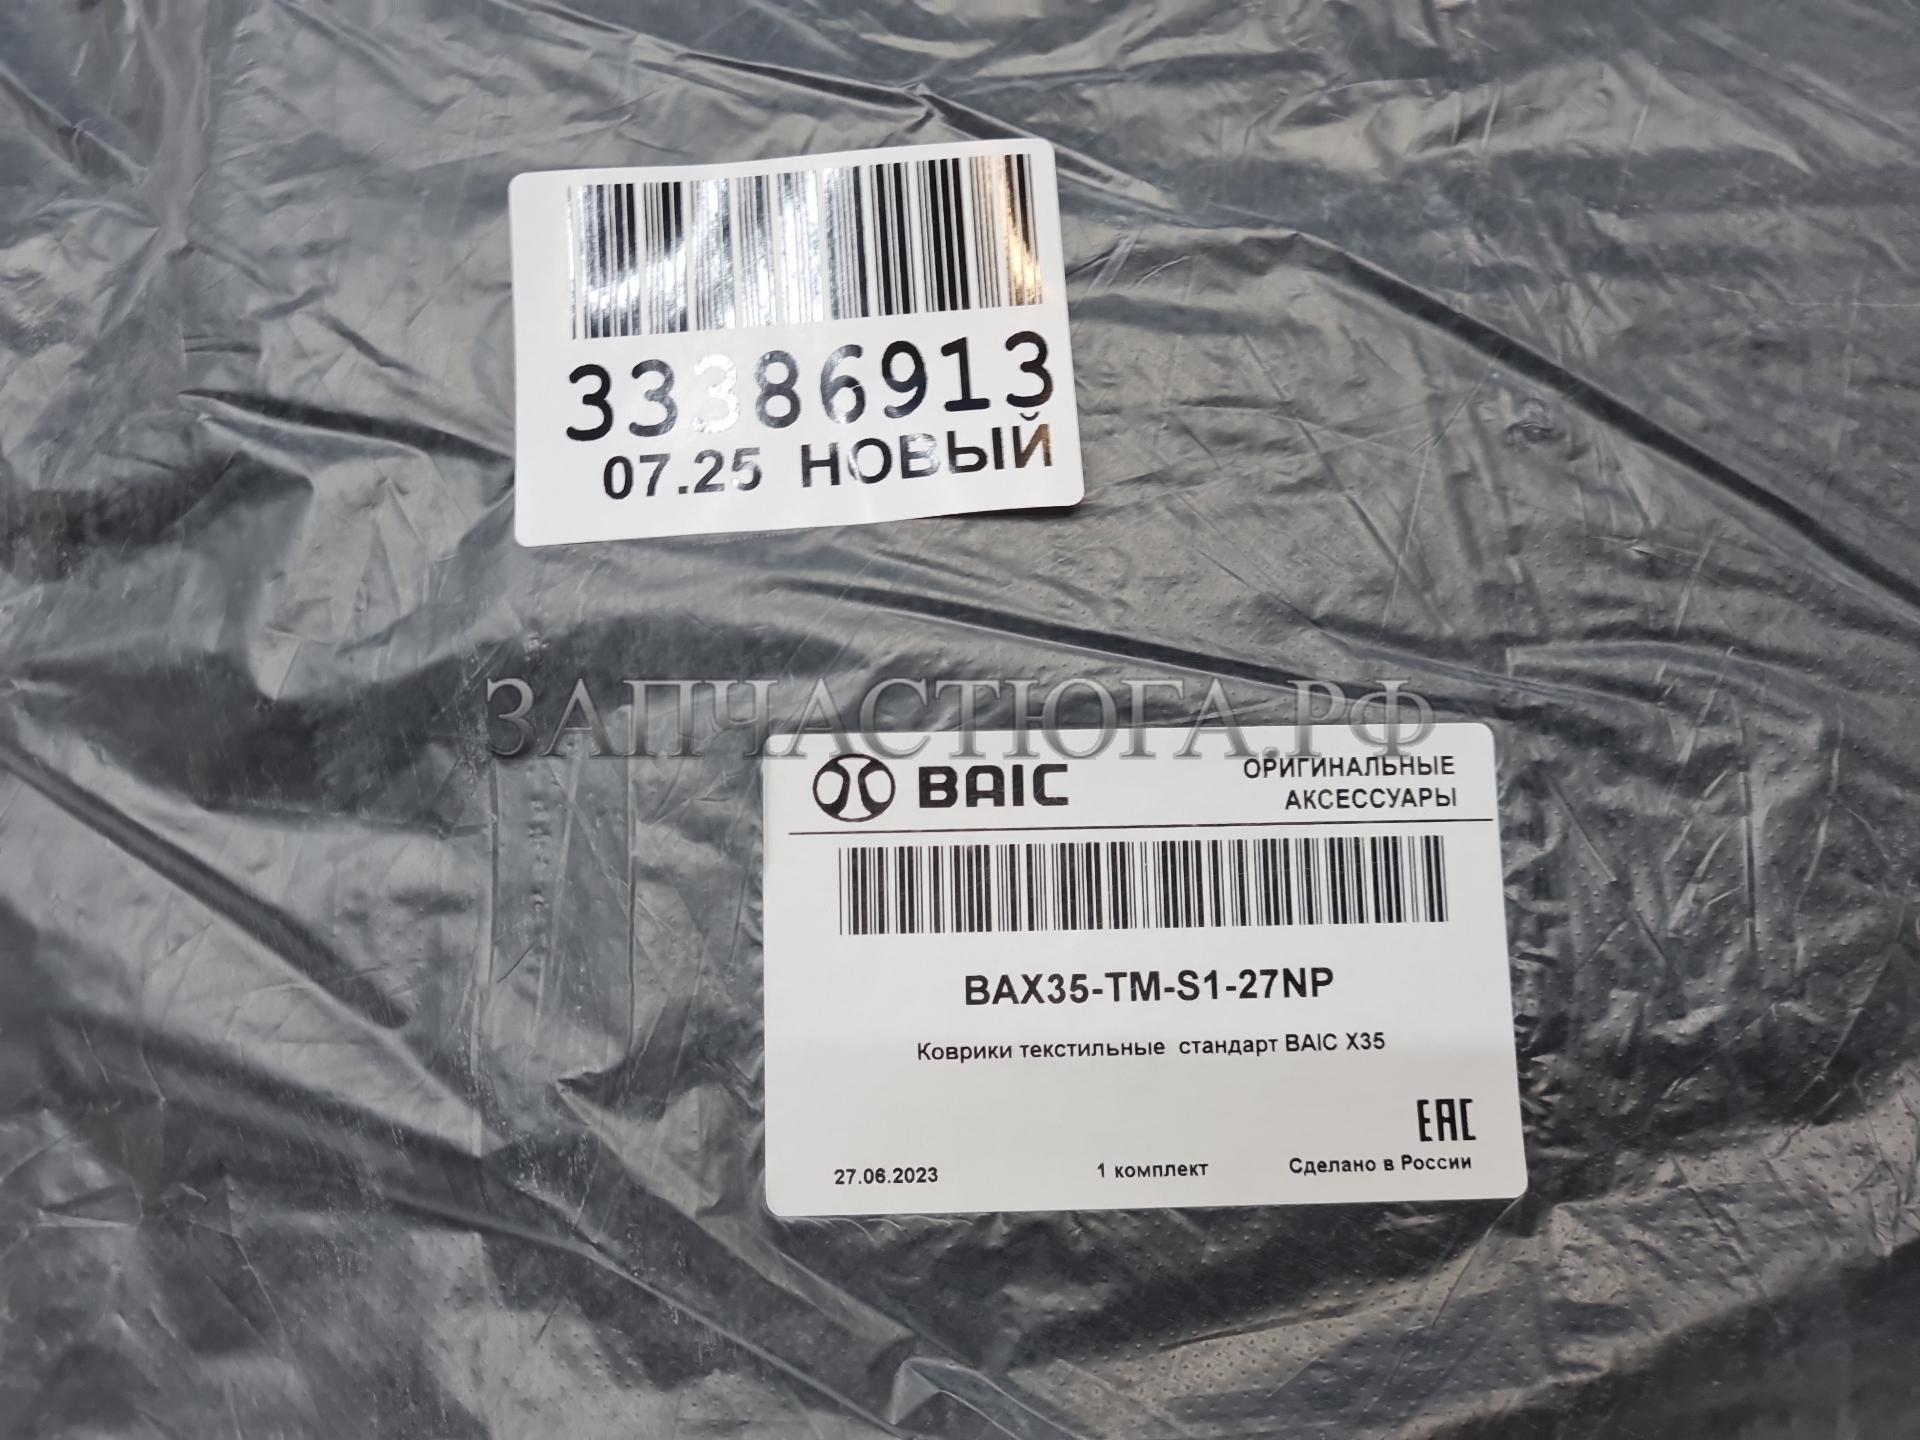 33386913
07.25 НОВЫЙ
ЗАПЧАСТЮГА.РФ
BAIC
ОРИГИНАЛЬНЫЕ
АКСЕССУАРЫ
BAX35-TM-S1-27NP
Коврики текстильные стандарт BAIC X35
EAC
27.06.2023 1 комплект Сделано в России